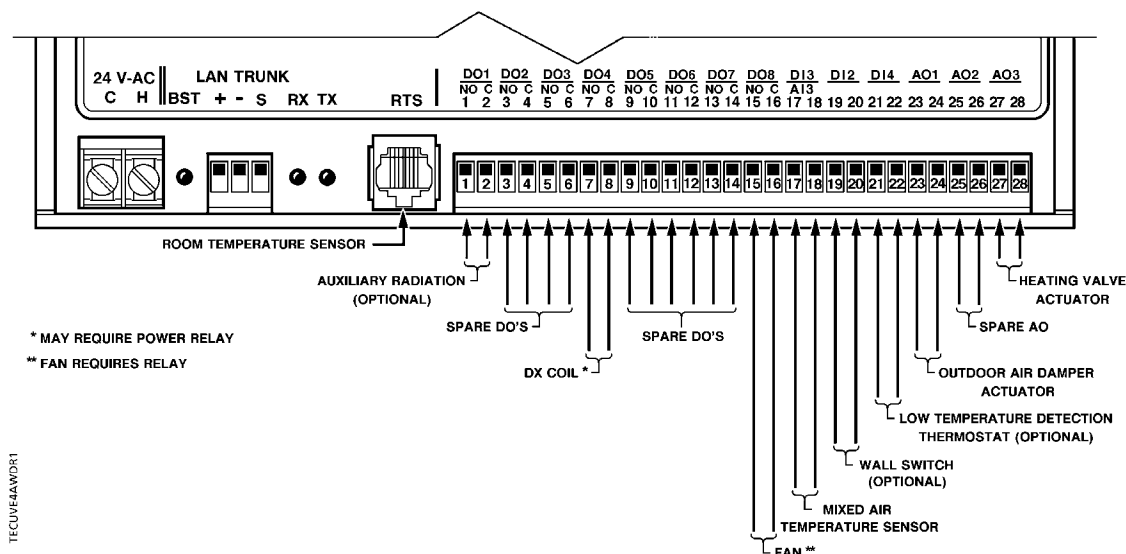 24 V-AC LAN TRUNK DO1 DO2 DO3 DO4 DO5 DO6 DO7 DO8 DI3 DI2 DI4 AO1 AO2 AO3
C H BST + - S RX TX RTS NO C NO C NO C NO C NO C NO C NO C NO C AI3
1 2 3 4 5 6 7 8 9 10 11 12 13 14 15 16 17 18 19 20 21 22 23 24 25 26 27 28
1 2 3 4 5 6 7 8 9 10 11 12 13 14 15 16 17 18 19 20 21 22 23 24 25 26 27 28
ROOM TEMPERATURE SENSOR
AUXILIARY RADIATION
(OPTIONAL)
HEATING VALVE
ACTUATOR
SPARE DO'S
SPARE DO'S
SPARE AO
* MAY REQUIRE POWER RELAY
** FAN REQUIRES RELAY
DX COIL *
OUTDOOR AIR DAMPER
ACTUATOR
LOW TEMPERATURE DETECTION
THERMOSTAT (OPTIONAL)
WALL SWITCH
(OPTIONAL)
MIXED AIR
TEMPERATURE SENSOR
FAN **
TECUVE4AWDR1